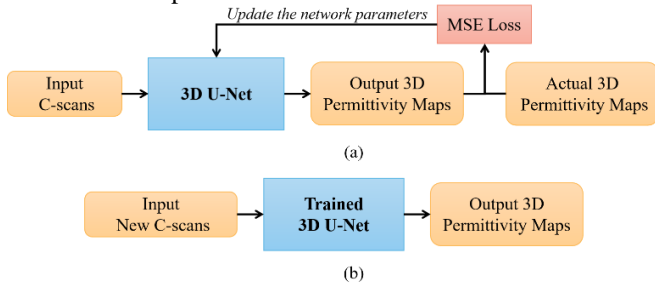 Update the network parameters
MSE Loss
Input
C-scans
3D U-Net
Output 3D
Permittivity Maps
Actual 3D
Permittivity Maps
(a)
Input
New C-scans
Trained
3D U-Net
Output 3D
Permittivity Maps
(b)